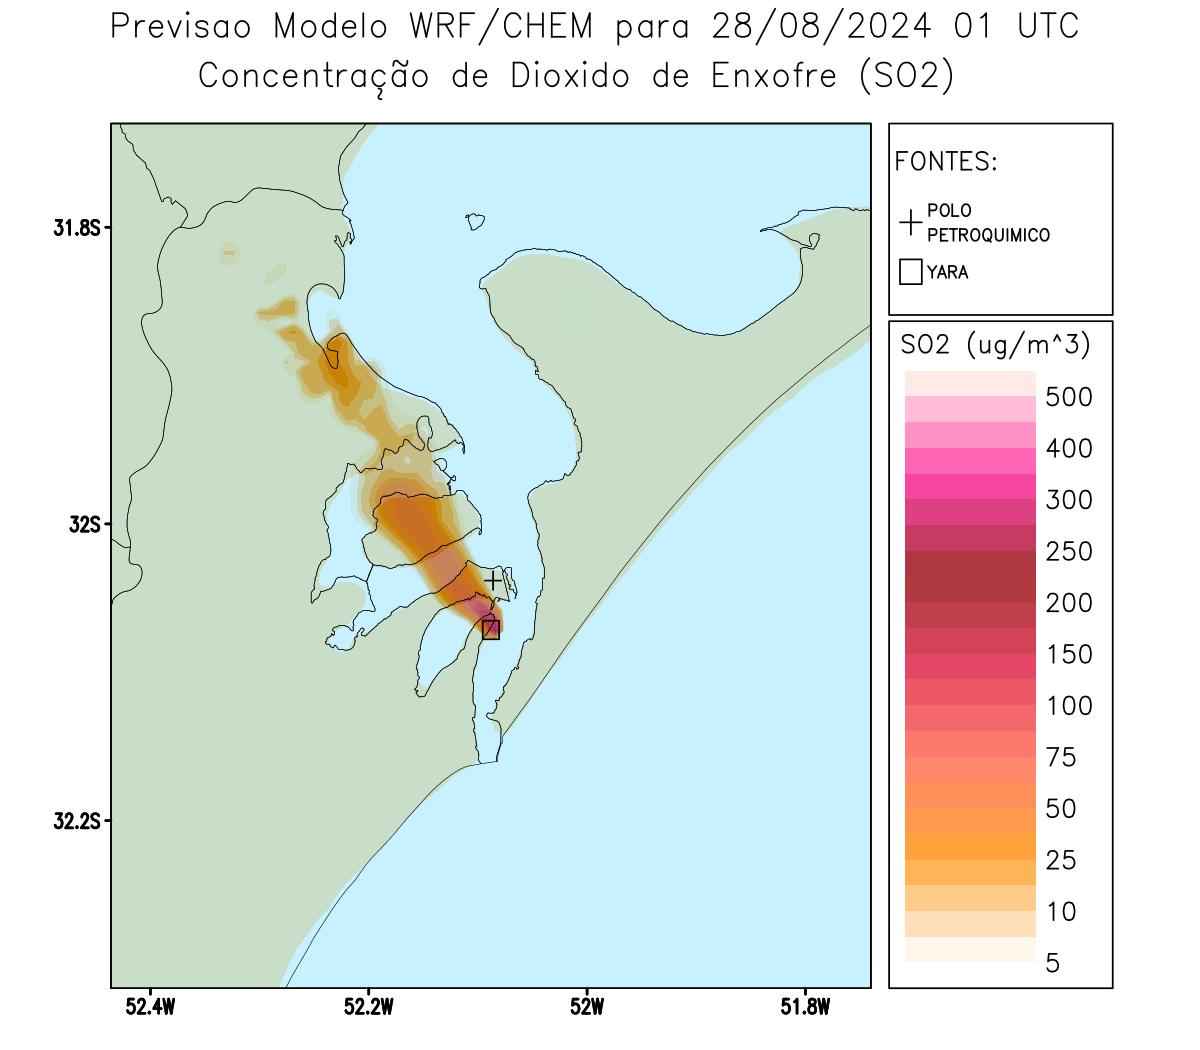 Previsao Modelo WRF/CHEM para 28/08/2024 01 UTC
Concentração de Dioxido de Enxofre (SO2)
FONTES:
POLO
PETROQUIMICO
YARA
31.8S
32S
32.2S
52.4W
52.2W
52W
51.8W
SO2 (ug/m^3)
500
400
300
250
200
150
100
75
50
25
10
5